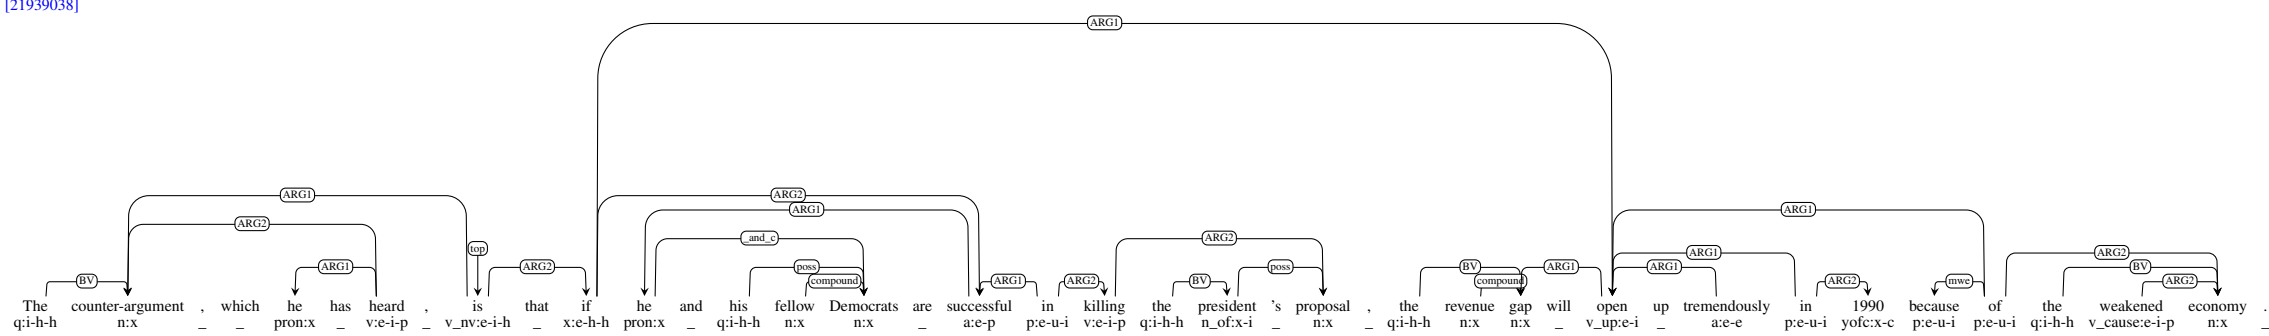 [21939038]
ARG1
ARG1 ARG2
ARG1
ARG1
ARG2 _and_c ARG2
top
ARG1 ARG2
BV ARG1 ARG2 poss compound ARG1 ARG2 BV poss BV compound ARG1 ARG1 ARG2 mwe BV ARG2
The counter-argument , which he has heard , is that if he and his fellow Democrats are successful in killing the president 's proposal , the revenue gap will open up tremendously in 1990 because of the weakened economy .
q:i-h-h n:x _ _ pron:x _ v:e-i-p _ v_nv:e-i-h _ x:e-h-h pron:x _ q:i-h-h n:x n:x _ a:e-p p:e-u-i v:e-i-p q:i-h-h n_of:x-i _ n:x _ q:i-h-h n:x n:x _ v_up:e-i _ a:e-e p:e-u-i yofc:x-c p:e-u-i p:e-u-i q:i-h-h v_cause:e-i-p n:x _